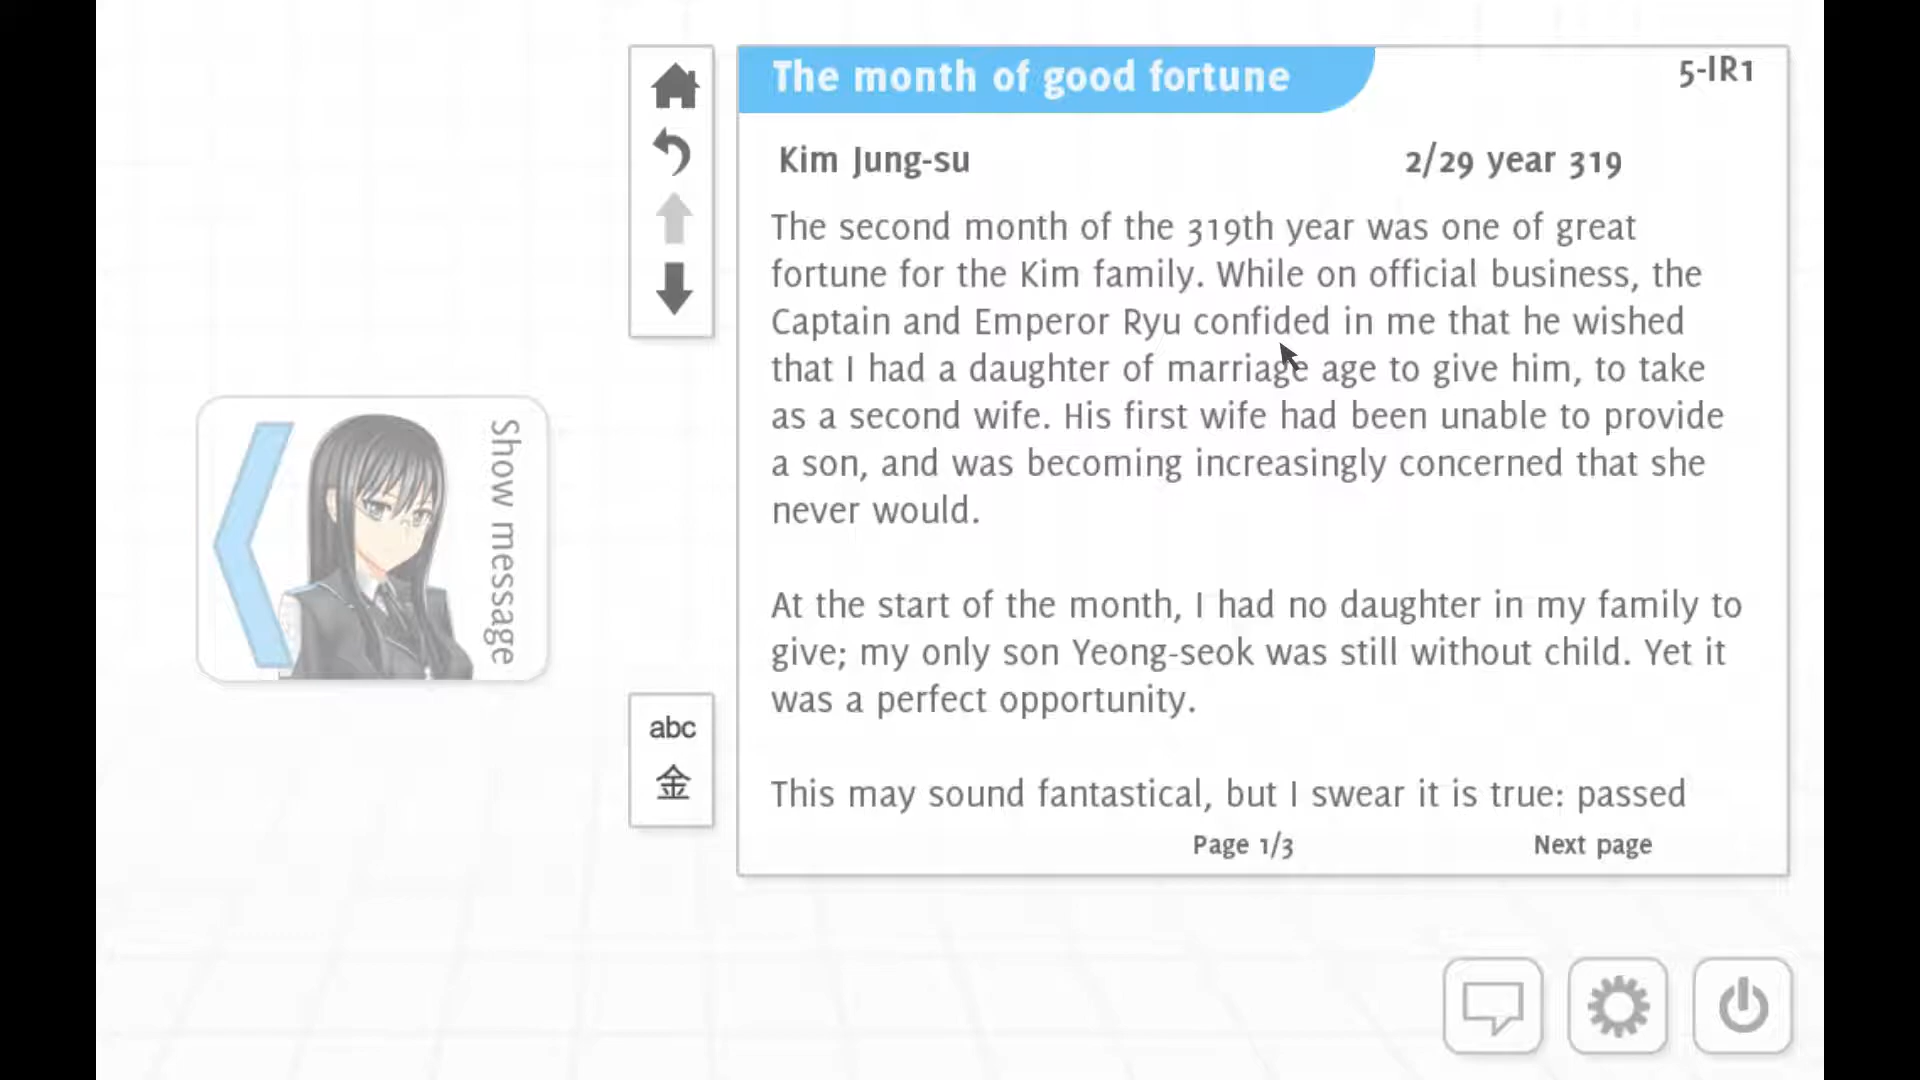 The month of good fortune
5-IR1
Kim Jung-su
2/29 year 319
The second month of the 319th year was one of great
fortune for the Kim family. While on official business, the
Captain and Emperor Ryu confided in me that he wished
that I had a daughter of marriage age to give him, to take
as a second wife. His first wife had been unable to provide
a son, and was becoming increasingly concerned that she
never would.
At the start of the month, I had no daughter in my family to
give; my only son Yeong-seok was still without child. Yet it
was a perfect opportunity.
This may sound fantastical, but I swear it is true: passed
Page 1/3
Next page
Show message
abc
金